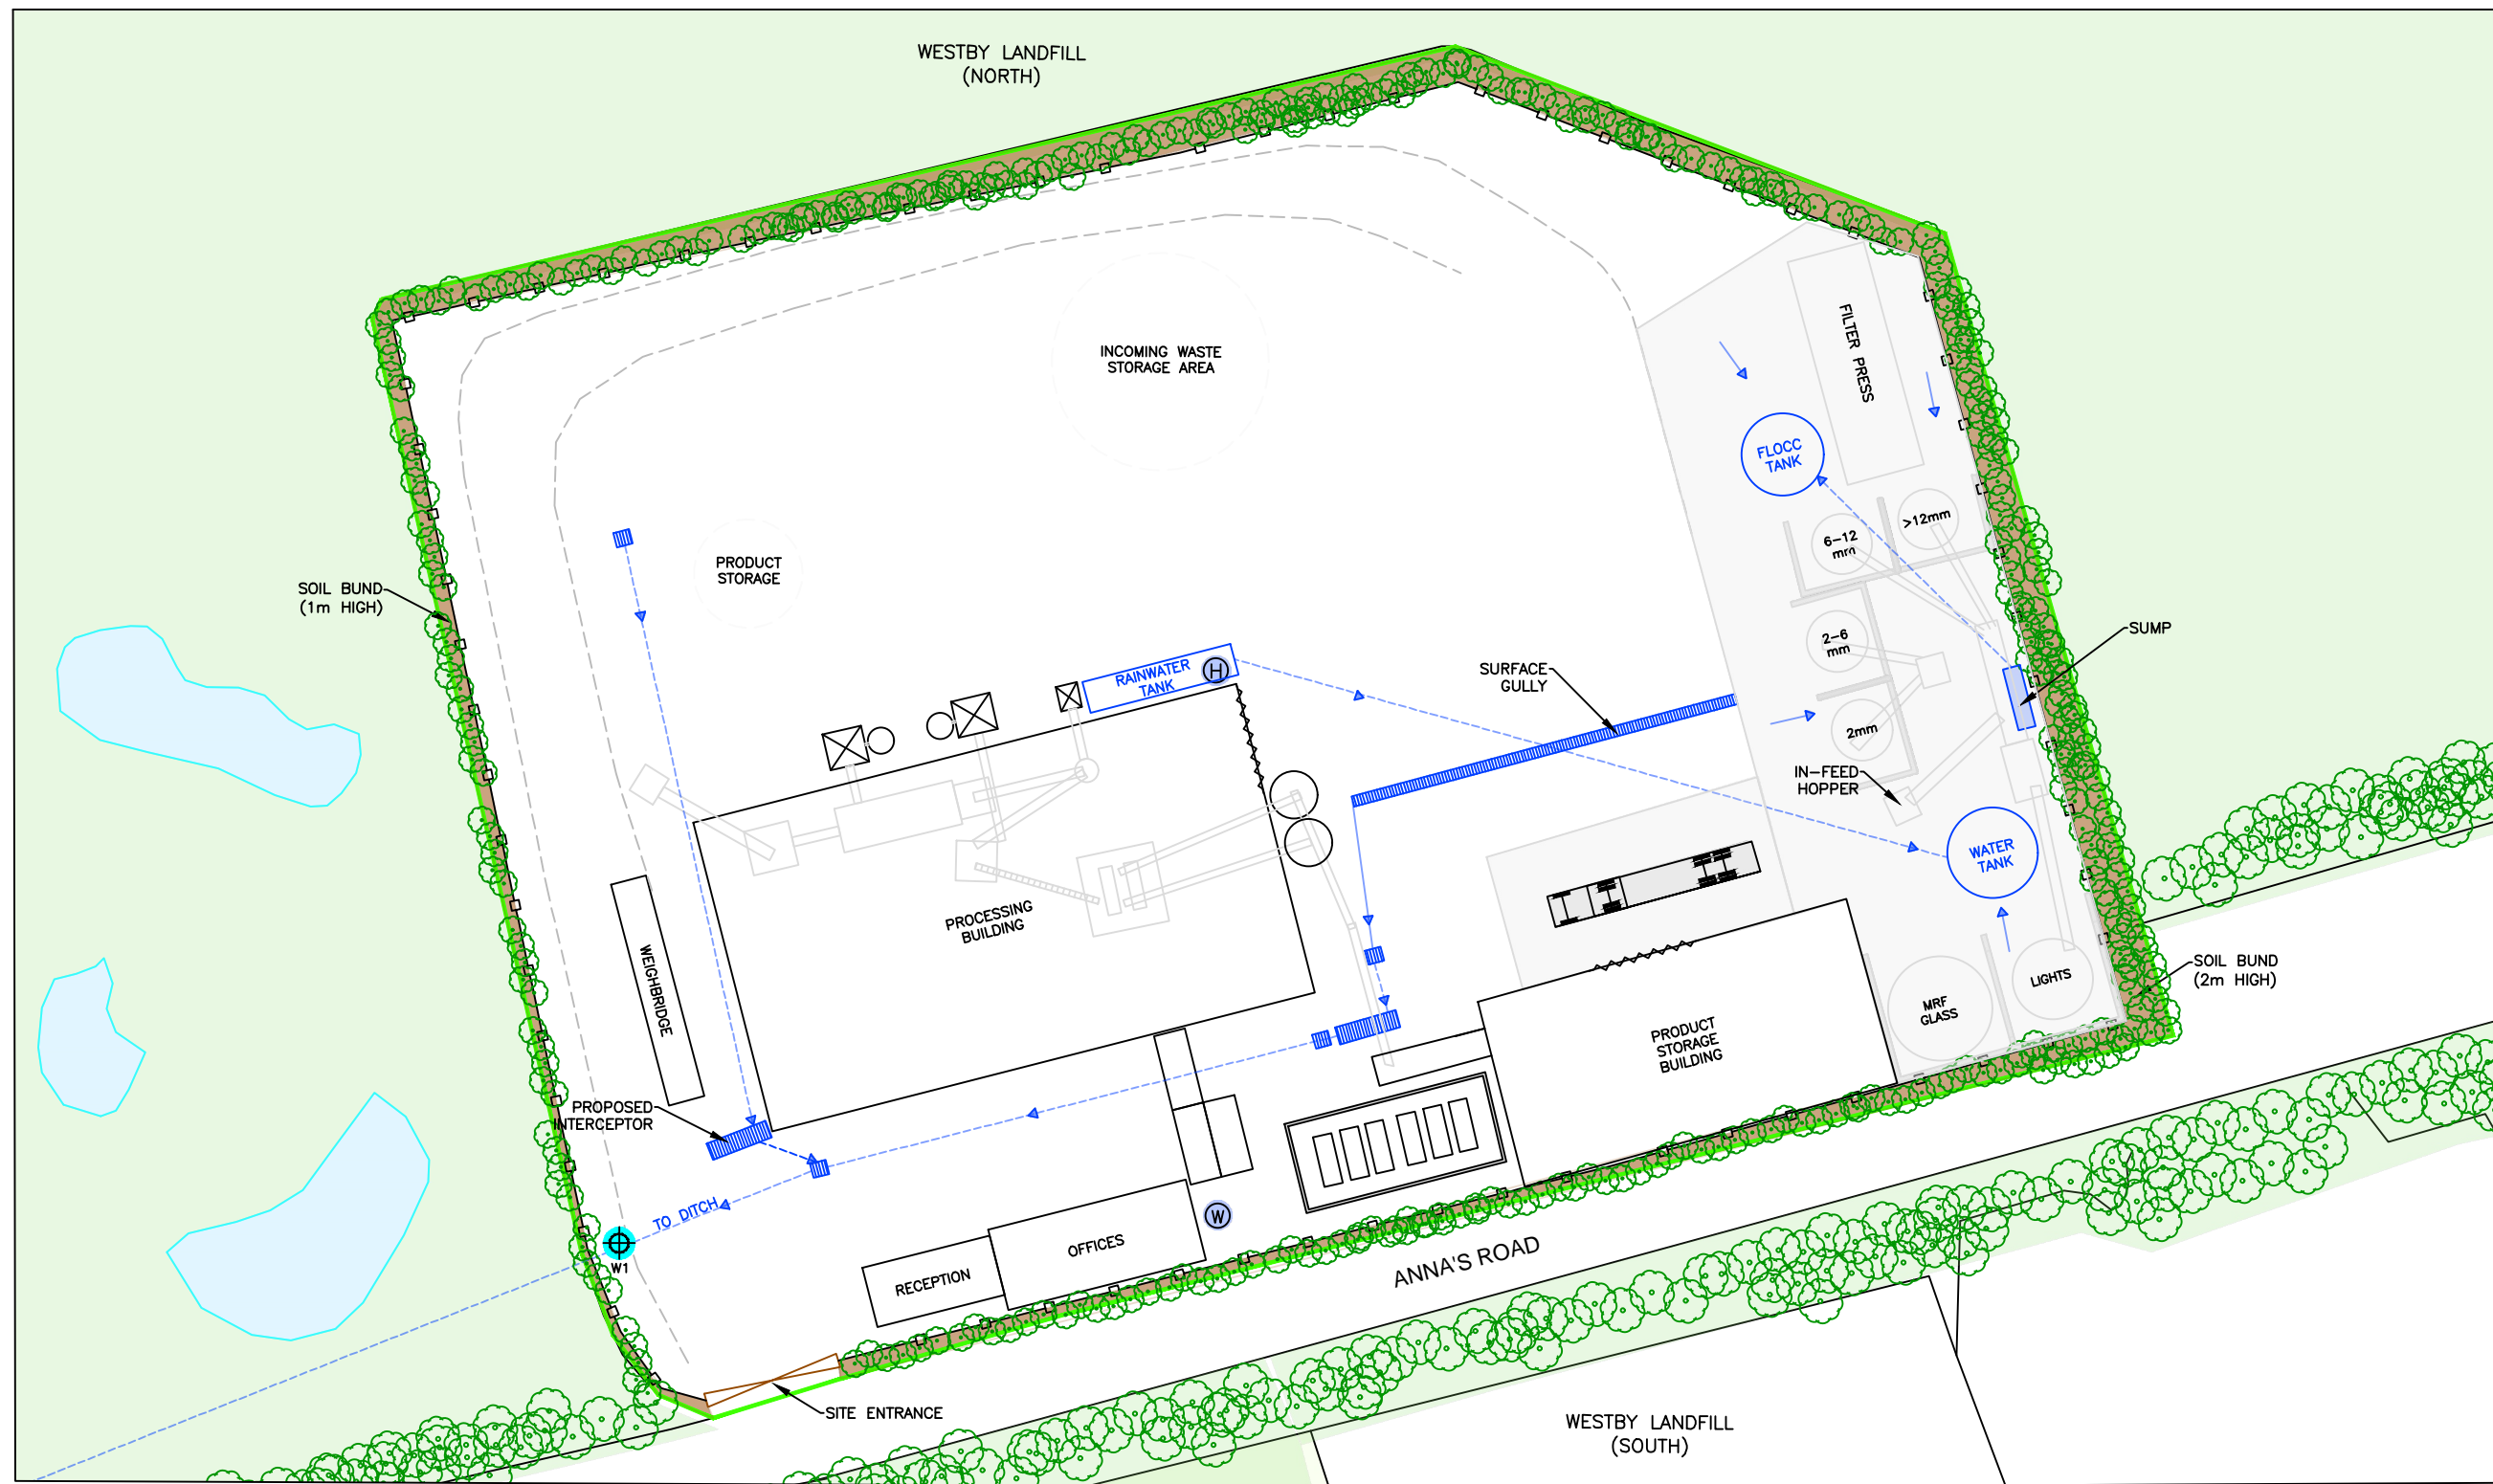 WESTBY LANDFILL
(NORTH)
INCOMING WASTE
STORAGE AREA
FILTER PRESS
FLOCC
TANK
>12mm
6-12
mm
PRODUCT
STORAGE
SOIL BUND
(1m HIGH)
2-6
mm
SUMP
RAINWATER
TANK
H
SURFACE
GULLY
2mm
IN-FEED
HOPPER
WATER
TANK
PROCESSING
BUILDING
WEIGHBRIDGE
SOIL BUND
(2m HIGH)
LIGHTS
MRF
GLASS
PRODUCT
STORAGE
BUILDING
PROPOSED
INTERCEPTOR
TO DITCH
W
W1
OFFICES
RECEPTION
ANNA'S ROAD
SITE ENTRANCE
WESTBY LANDFILL
(SOUTH)